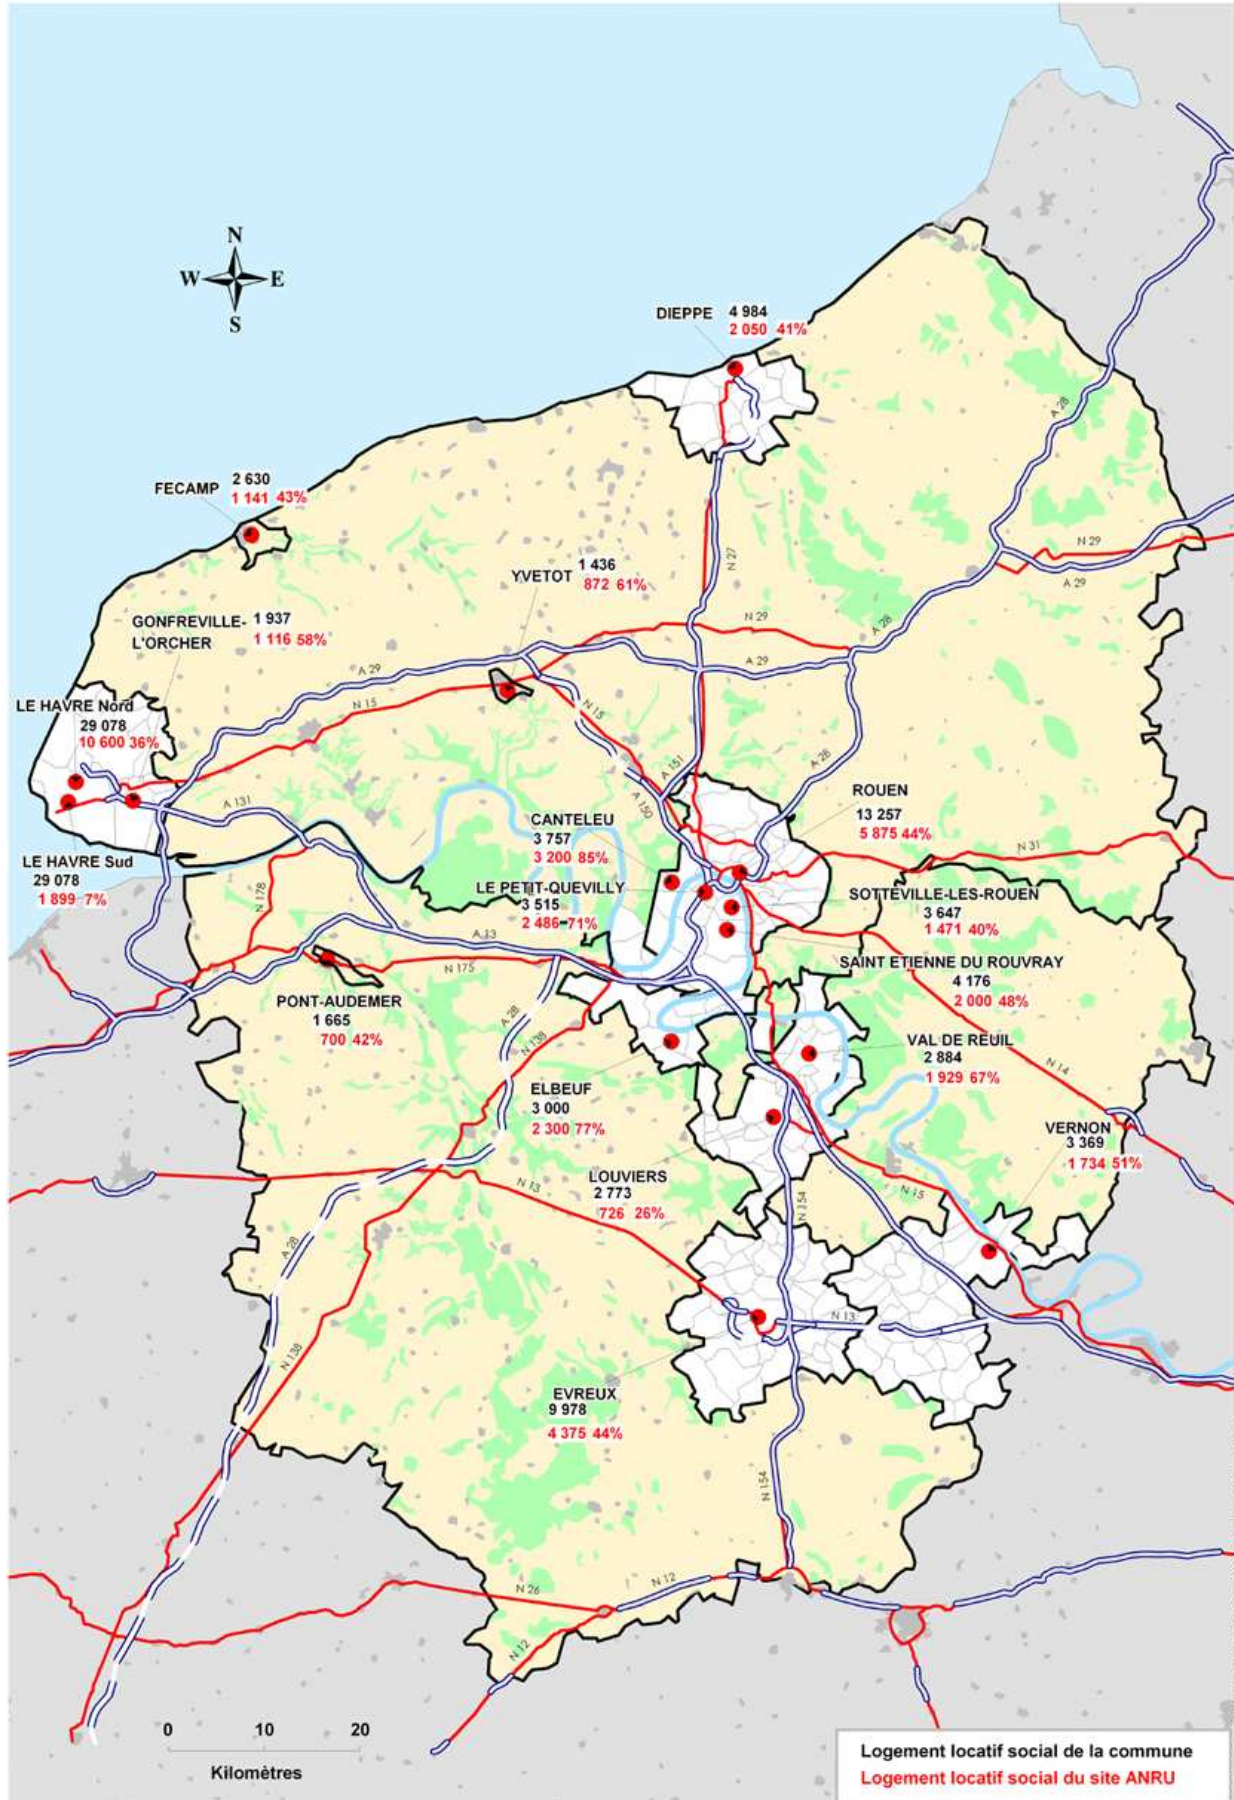 N
W E
S
DIEPPE 4 984
2 050 41%
A 28
FECAMP 2 630
1 141 43%
N 27
N 29
A 29
YVETOT 1 436
872 61%
GONFREVILLE- 1 937
L'ORCHER 1 116 58%
N 29
A 28
A 29
A 29
LE HAVRE Nord
29 078
10 600 36%
N 15
N 15
A 151
A 28
A 150
A 131
ROUEN
13 257
5 875 44%
CANTELEU
3 757
3 200 85%
N 31
LE HAVRE Sud
29 078
1 899 7%
N 178
LE PETIT-QUEVILLY
3 515
2 486 71%
SOTTEVILLE-LES-ROUEN
3 647
1 471 40%
A 13
N 175
SAINT ETIENNE DU ROUVRAY
4 176
2 000 48%
PONT-AUDEMER
1 665
700 42%
A 28
N 138
VAL DE REUIL
2 884
1 929 67%
N 14
ELBEUF
3 000
2 300 77%
VERNON
3 369
1 734 51%
LOUVIERS
2 773
726 26%
N 13
N 154
N 15
A 28
N 13
N 138
EVREUX
9 978
4 375 44%
N 154
N 26
N 12
N 12
0 10 20
Kilomètres
Logement locatif social de la commune
Logement locatif social du site ANRU